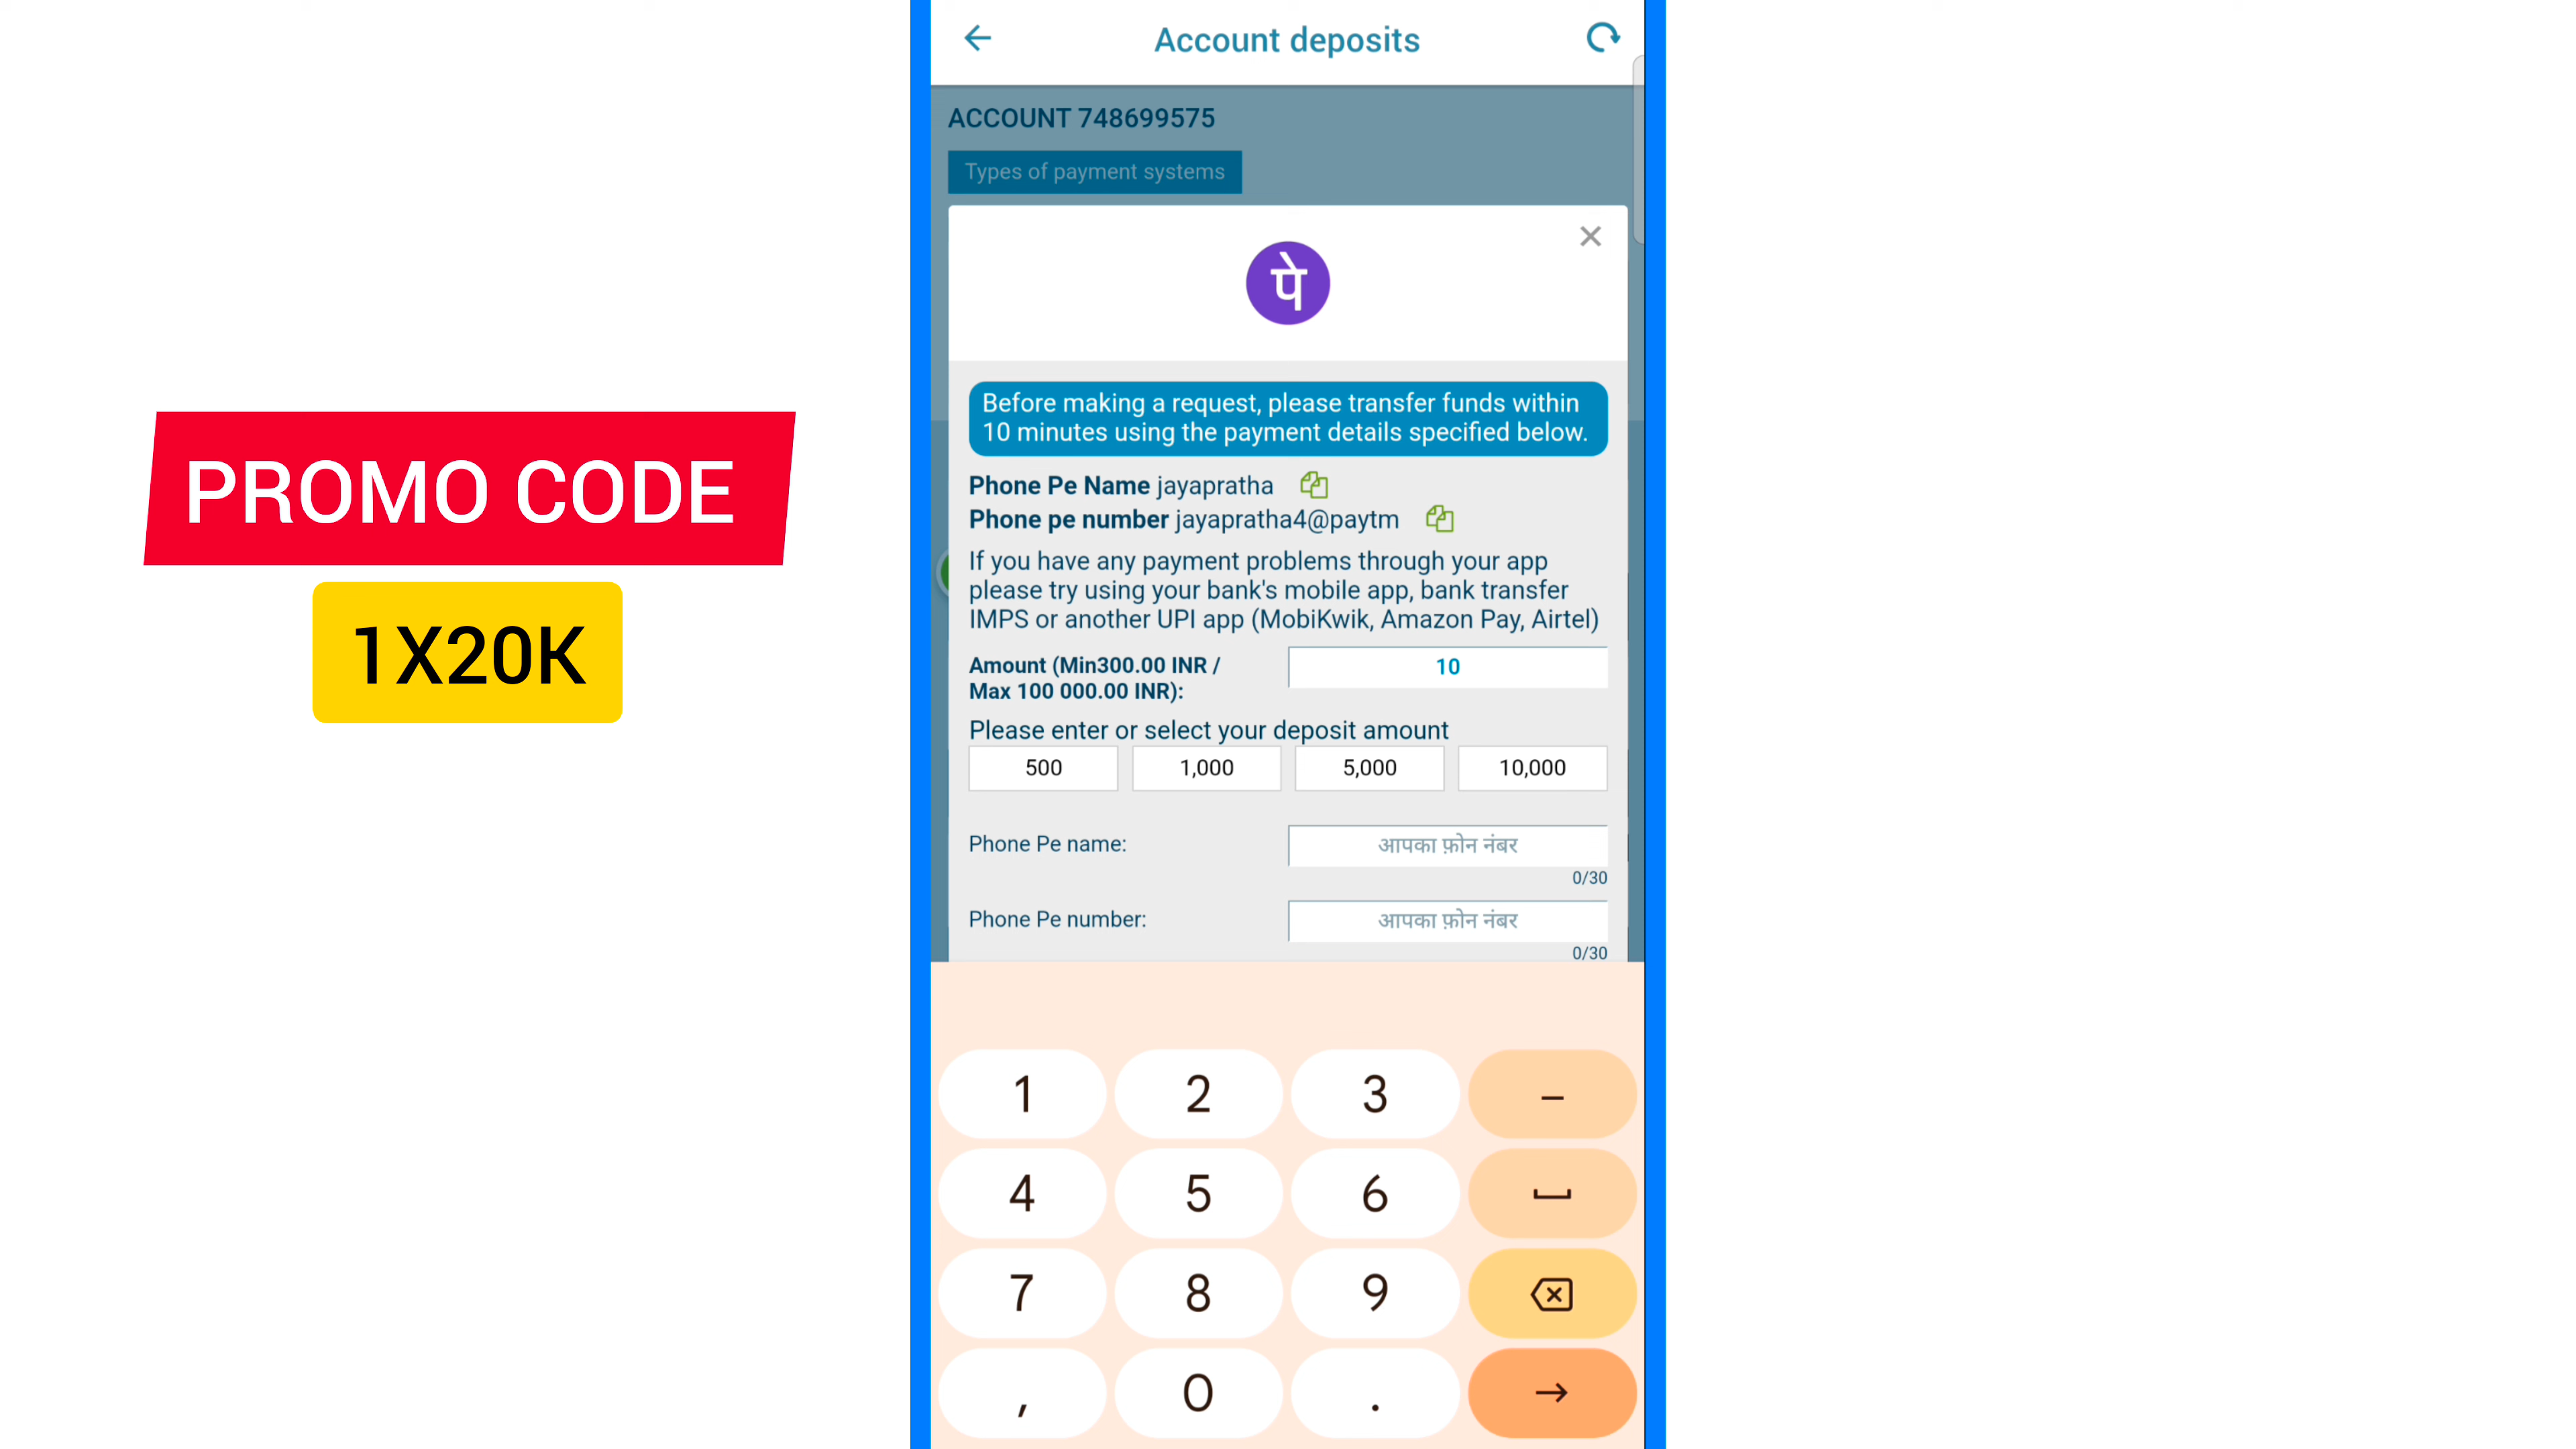 PROMO CODE
1X20K
Account deposits
ACCOUNT 748699575
Types of payment systems
पे
Before making a request, please transfer funds within
10 minutes using the payment details specified below.
Phone Pe Name jayapratha
Phone pe number jayapratha4@paytm
If you have any payment problems through your app
please try using your bank's mobile app, bank transfer
IMPS or another UPI app (MobiKwik, Amazon Pay, Airtel)
Amount (Min300.00 INR /
Max 100 000.00 INR):
10
Please enter or select your deposit amount
500 1,000 5,000 10,000
Phone Pe name: आपका फ़ोन नंबर
0/30
Phone Pe number: आपका फ़ोन नंबर
0/30
1 2 3 –
4 5 6
7 8 9
, 0 .